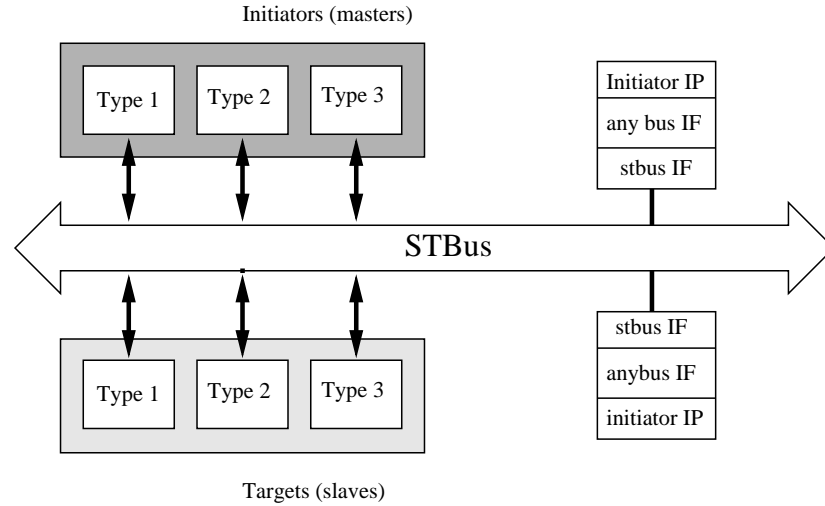 Initiators (masters)
Type 1
Type 2
Type 3
Initiator IP
any bus IF
stbus IF
STBus
Type 1
Type 2
Type 3
stbus IF
anybus IF
initiator IP
Targets (slaves)